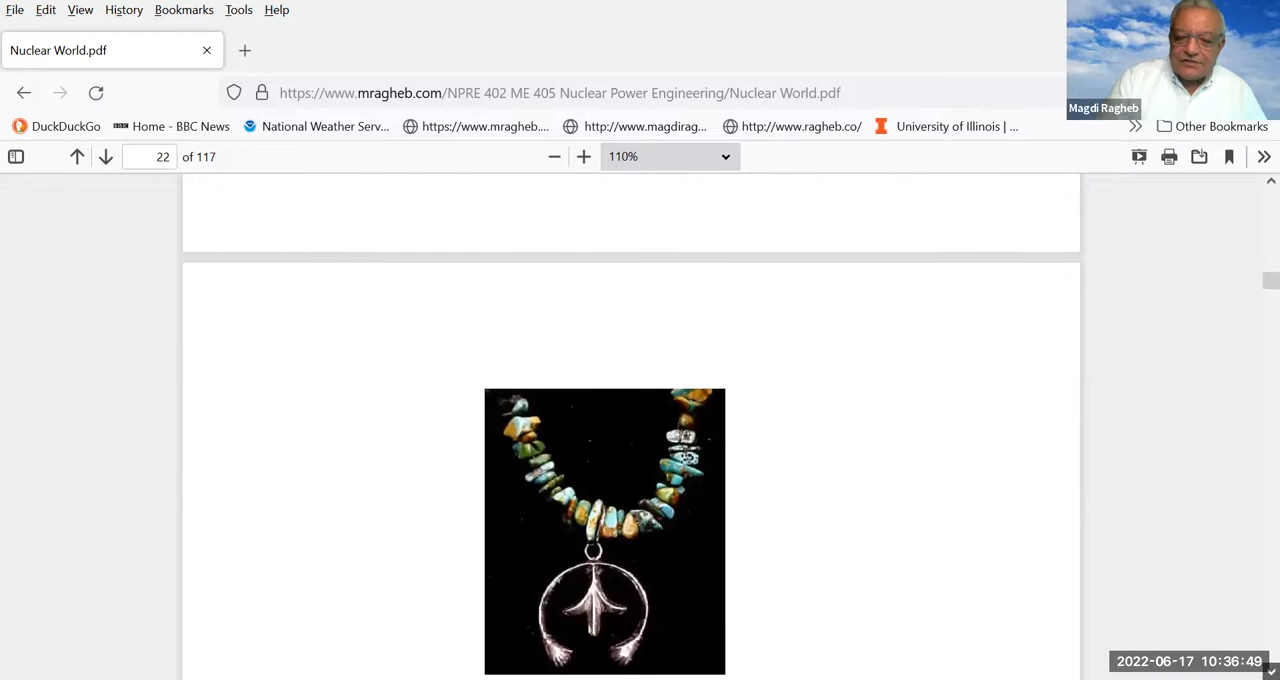 File Edit View History Bookmarks Tools Help
Nuclear World.pdf
https://www.mragheb.com/NPRE 402 ME 405 Nuclear Power Engineering/Nuclear World.pdf
Magdi Ragheb
DuckDuckGo BBC Home - BBC News National Weather Serv... https://www.mragheb.... http://www.magdirag... http://www.ragheb.co/ University of Illinois | ... Other Bookmarks
22 of 117 110%
2022-06-17 10:36:49